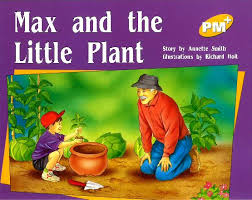 Max and the
Little Plant
PM+
Story by Annette Smith
Illustrations by Richard Hoit